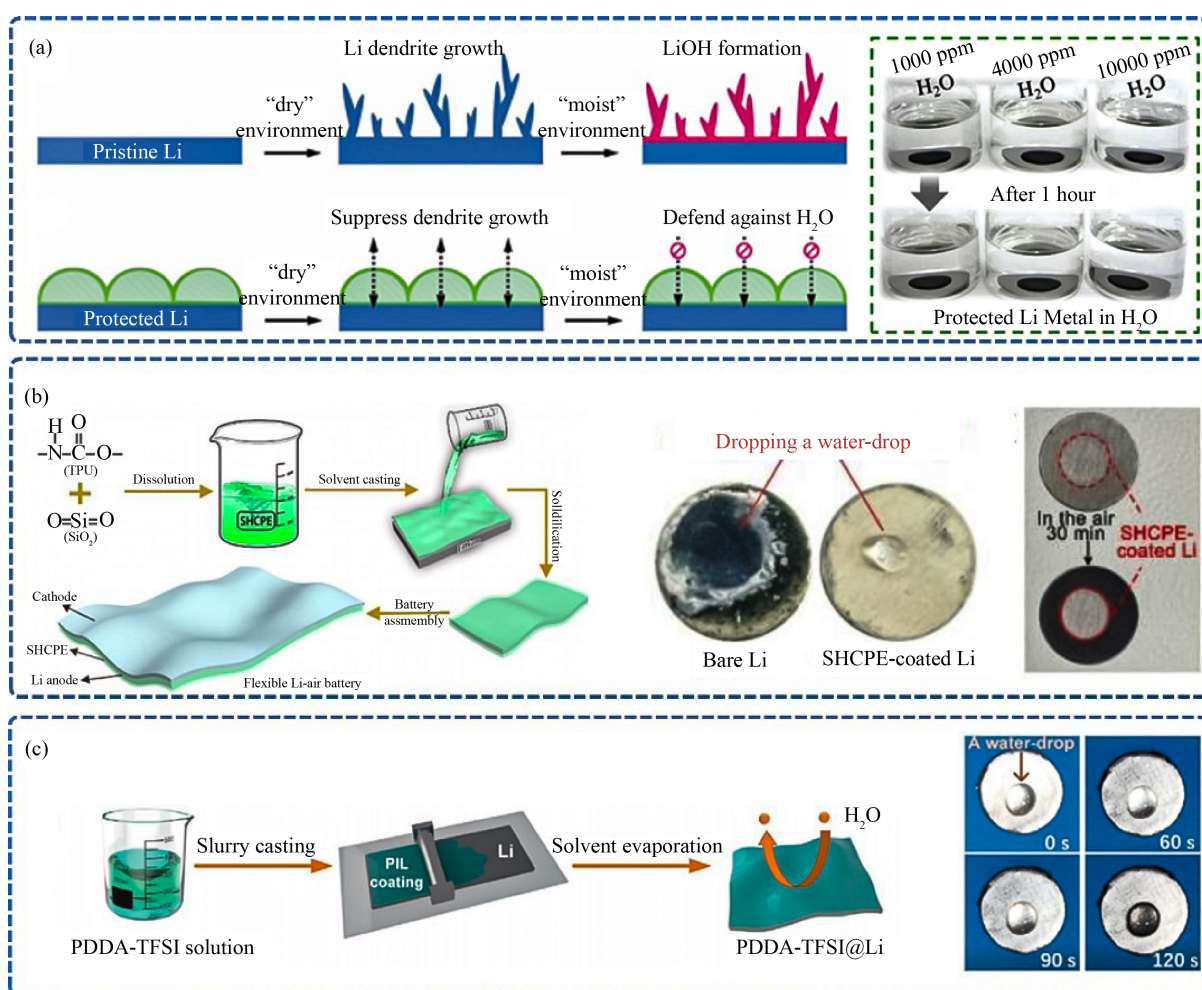 (a)
Li dendrite growth
LiOH formation
"dry"
environment
"moist"
environment
Pristine Li
Suppress dendrite growth
Defend against H₂O
"dry"
environment
"moist"
environment
Protected Li
1000 ppm
H₂O
4000 ppm
H₂O
10000 ppm
H₂O
After 1 hour
Protected Li Metal in H₂O
(b)
H O
–N–C–O–
(TPU)
+
O=Si=O
(SiO₂)
Dissolution
SHCPE
Solvent casting
Soldilication
Battery
assmembly
Cathode
SHCPE
Li anode
Flexible Li-air battery
Dropping a water-drop
Bare Li
SHCPE-coated Li
In the air
30 min
SHCPE-
coated Li
(c)
PDDA-TFSI solution
Slurry casting
PIL
coating
Li
Solvent evaporation
H₂O
PDDA-TFSI@Li
A water-drop
0 s
60 s
90 s
120 s